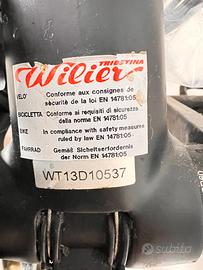 TRIESTINA
Wilier
VELO'
Conforme aux consignes de
sécurité de la loi EN 14781:05
BICICLETTA
Conforme ai requisiti di sicurezza
della norma EN 14781:05
BIKE
In compliance with safety measures
ruled by law EN 14781:05
FAHRRAD
Gemäß Sicheitserfordernis
der Norm EN 14781:05
WT13D10537
subito